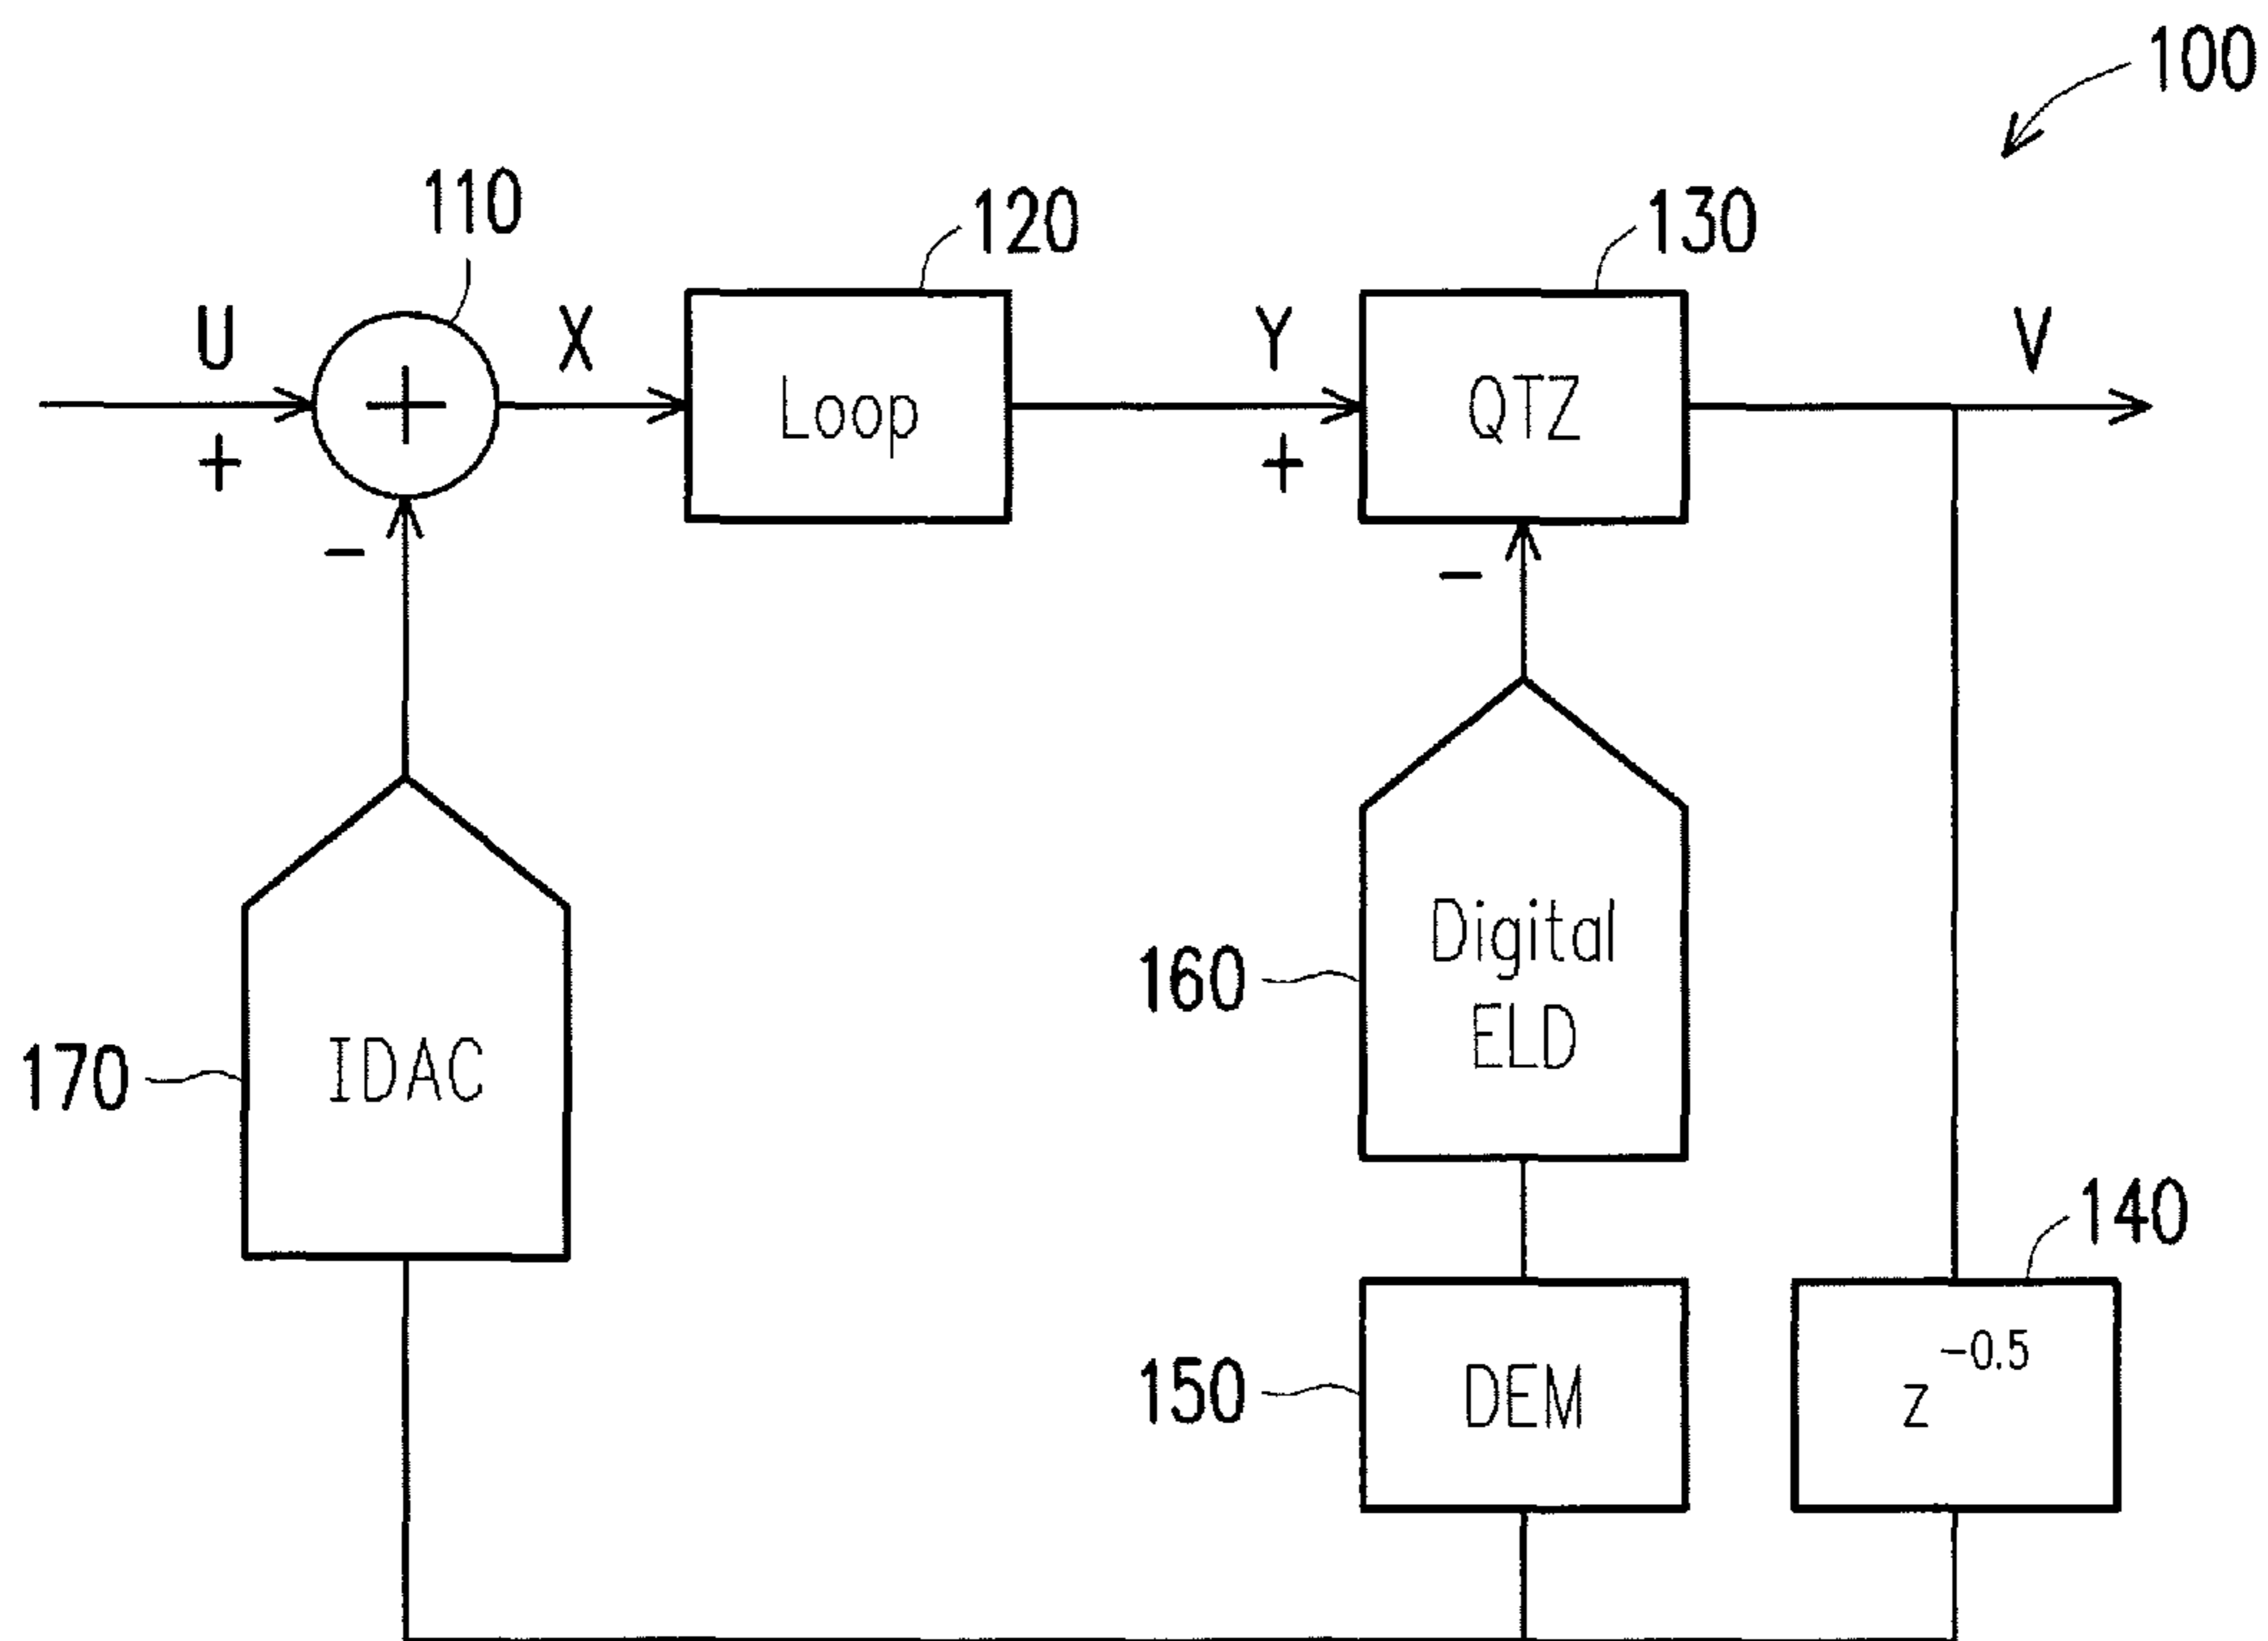 100
110
120
130
U
X
Y
V
+
+
Loop
QTZ
+
+
-
-
Digital
ELD
160
IDAC
170
140
z^-0.5
150
DEM